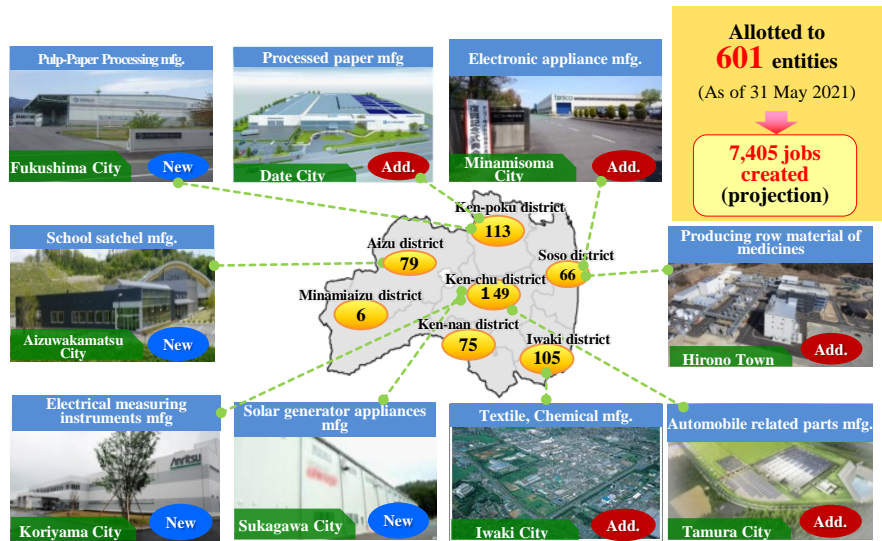 Pulp-Paper Processing mfg.
Fukushima City
New
Processed paper mfg
Date City
Add.
Electronic appliance mfg.
tanico
Minamisoma
City
Add.
Allotted to
601 entities
(As of 31 May 2021)
7,405 jobs
created
(projection)
School satchel mfg.
Aizuwakamatsu
City
New
Ken-poku district
113
Aizu district
79
Soso district
66
Ken-chu district
149
Minamiaizu district
6
Ken-nan district
75
Iwaki district
105
Producing row material of
medicines
Hirono Town
Add.
Electrical measuring
instruments mfg
Anritsu
Koriyama City
New
Solar generator appliances
mfg
Sukagawa City
New
Textile, Chemical mfg.
Iwaki City
Add.
Automobile related parts mfg.
Tamura City
Add.